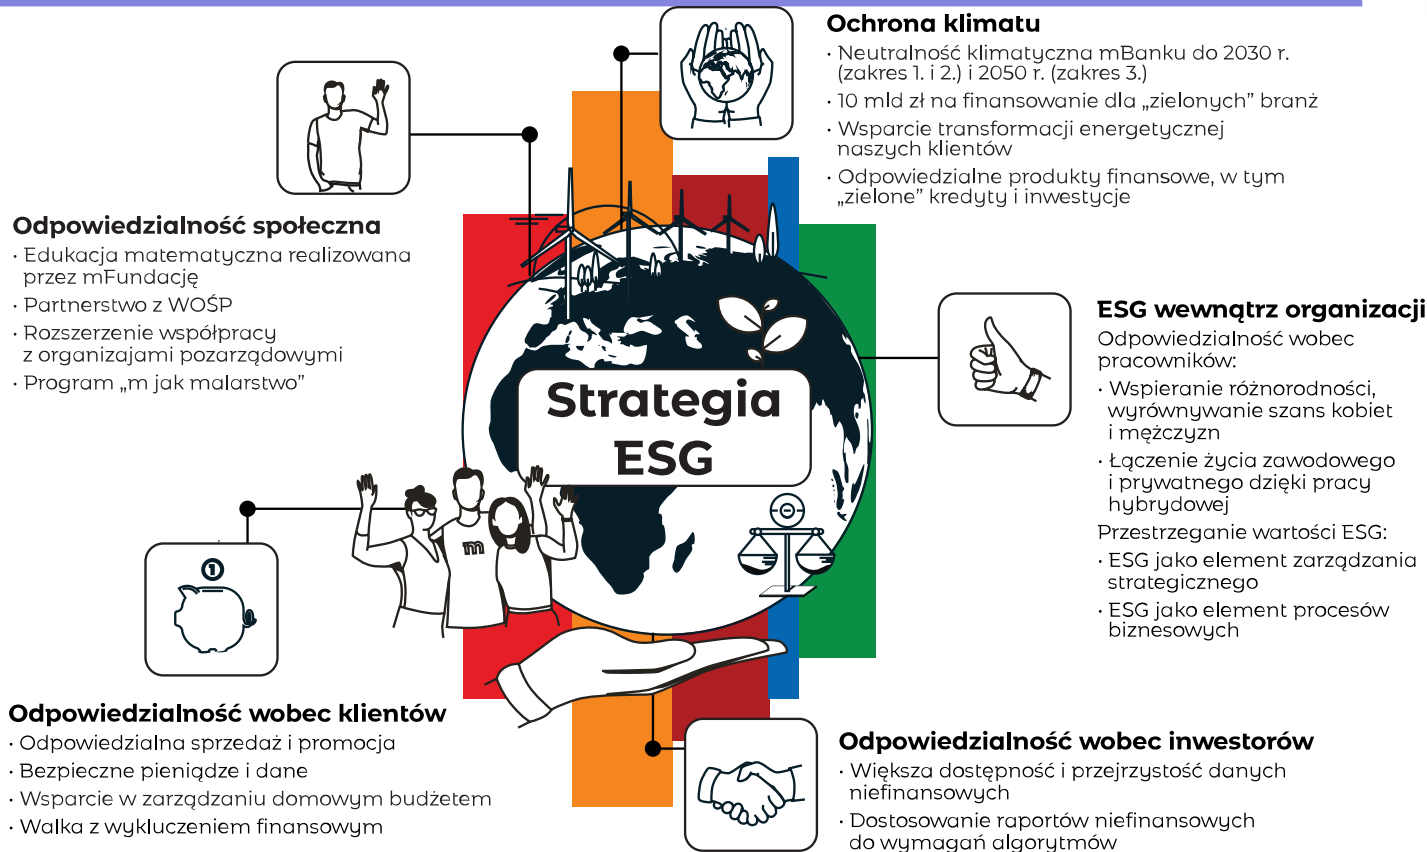 Ochrona klimatu
· Neutralność klimatyczna mBanku do 2030 r.
(zakres 1. i 2.) i 2050 r. (zakres 3.)
· 10 mld zł na finansowanie dla „zielonych” branż
· Wsparcie transformacji energetycznej
naszych klientów
· Odpowiedzialne produkty finansowe, w tym
„zielone” kredyty i inwestycje
Odpowiedzialność społeczna
· Edukacja matematyczna realizowana
przez mFundację
· Partnerstwo z WOŚP
· Rozszerzenie współpracy
z organizajami pozarządowymi
· Program „m jak malarstwo”
Strategia
ESG
ESG wewnątrz organizacji
Odpowiedzialność wobec
pracowników:
· Wspieranie różnorodności,
wyrównywanie szans kobiet
i mężczyzn
· Łączenie życia zawodowego
i prywatnego dzięki pracy
hybrydowej
Przestrzeganie wartości ESG:
· ESG jako element zarządzania
strategicznego
· ESG jako element procesów
biznesowych
m
1
Odpowiedzialność wobec klientów
· Odpowiedzialna sprzedaż i promocja
· Bezpieczne pieniądze i dane
· Wsparcie w zarządzaniu domowym budżetem
· Walka z wykluczeniem finansowym
Odpowiedzialność wobec inwestorów
· Większa dostępność i przejrzystość danych
niefinansowych
· Dostosowanie raportów niefinansowych
do wymagań algorytmów